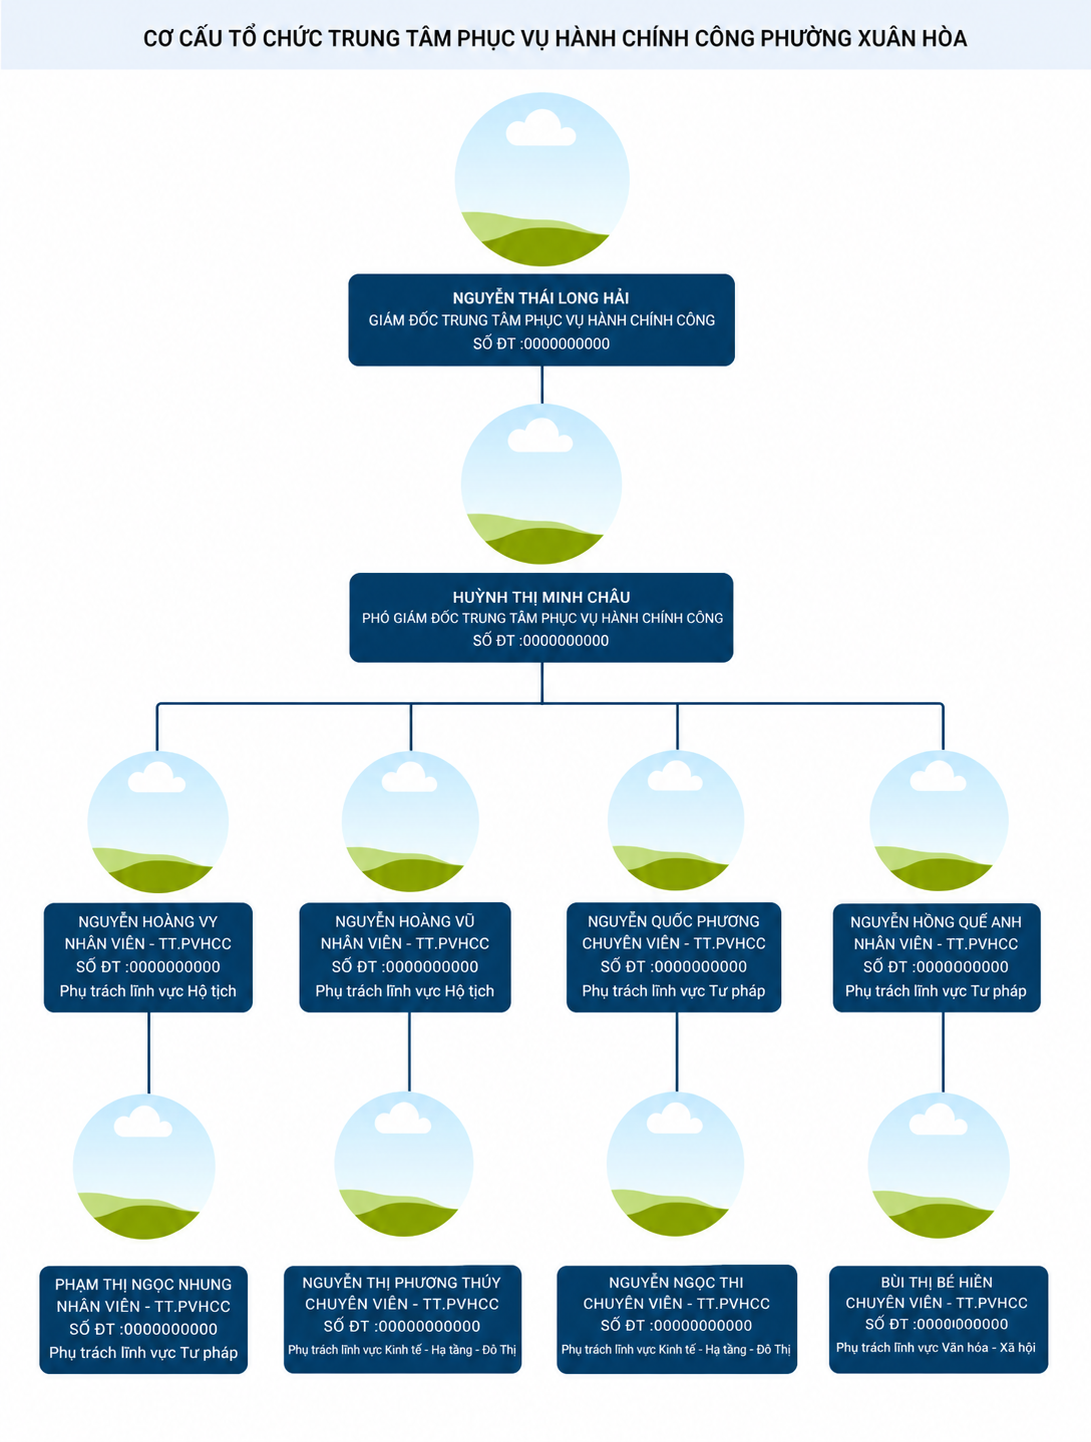 CƠ CẤU TỔ CHỨC TRUNG TÂM PHỤC VỤ HÀNH CHÍNH CÔNG PHƯỜNG XUÂN HÒA
NGUYỄN THÁI LONG HẢI
GIÁM ĐỐC TRUNG TÂM PHỤC VỤ HÀNH CHÍNH CÔNG
SỐ ĐT :0000000000
HUỲNH THỊ MINH CHÂU
PHÓ GIÁM ĐỐC TRUNG TÂM PHỤC VỤ HÀNH CHÍNH CÔNG
SỐ ĐT :0000000000
NGUYỄN HOÀNG VY
NHÂN VIÊN - TT.PVHCC
SỐ ĐT :0000000000
Phụ trách lĩnh vực Hộ tịch
NGUYỄN HOÀNG VŨ
NHÂN VIÊN - TT.PVHCC
SỐ ĐT :0000000000
Phụ trách lĩnh vực Hộ tịch
NGUYỄN QUỐC PHƯƠNG
CHUYÊN VIÊN - TT.PVHCC
SỐ ĐT :0000000000
Phụ trách lĩnh vực Tư pháp
NGUYỄN HỒNG QUẾ ANH
NHÂN VIÊN - TT.PVHCC
SỐ ĐT :0000000000
Phụ trách lĩnh vực Tư pháp
PHẠM THỊ NGỌC NHUNG
NHÂN VIÊN - TT.PVHCC
SỐ ĐT :0000000000
Phụ trách lĩnh vực Tư pháp
NGUYỄN THỊ PHƯƠNG THÚY
CHUYÊN VIÊN - TT.PVHCC
SỐ ĐT :00000000000
Phụ trách lĩnh vực Kinh tế - Hạ tầng - Đô Thị
NGUYỄN NGỌC THI
CHUYÊN VIÊN - TT.PVHCC
SỐ ĐT :00000000000
Phụ trách lĩnh vực Kinh tế - Hạ tầng - Đô Thị
BÙI THỊ BÉ HIỀN
CHUYÊN VIÊN - TT.PVHCC
SỐ ĐT :0000000000
Phụ trách lĩnh vực Văn hóa - Xã hội